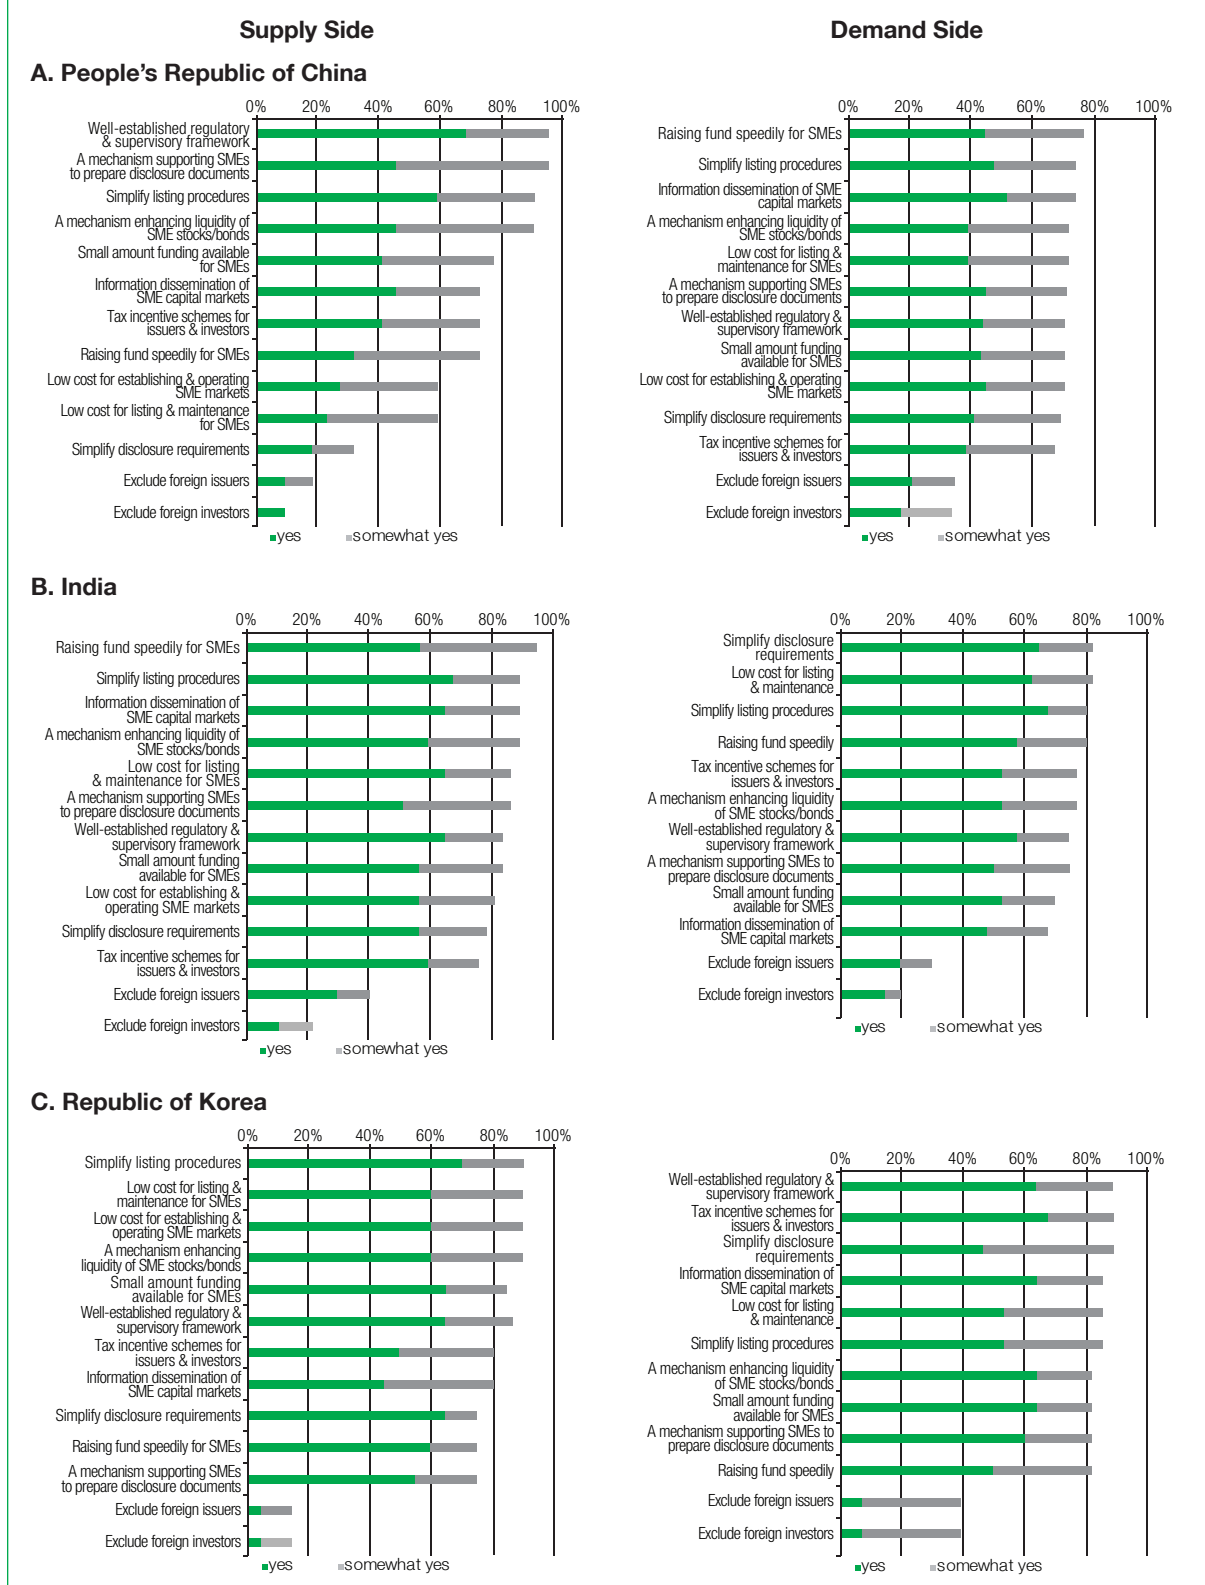 Supply Side
Demand Side
A. People's Republic of China
0% 20% 40% 60% 80% 100%
Well-established regulatory
& supervisory framework
A mechanism supporting SMEs
to prepare disclosure documents
Simplify listing procedures
A mechanism enhancing liquidity of
SME stocks/bonds
Small amount funding available
for SMEs
Information dissemination of
SME capital markets
Tax incentive schemes for
issuers & investors
Raising fund speedily for SMEs
Low cost for establishing & operating
SME markets
Low cost for listing & maintenance
for SMEs
Simplify disclosure requirements
Exclude foreign issuers
Exclude foreign investors
yes somewhat yes
0% 20% 40% 60% 80% 100%
Raising fund speedily for SMEs
Simplify listing procedures
Information dissemination of SME
capital markets
A mechanism enhancing liquidity of
SME stocks/bonds
Low cost for listing &
maintenance for SMEs
A mechanism supporting SMEs
to prepare disclosure documents
Well-established regulatory &
supervisory framework
Small amount funding
available for SMEs
Low cost for establishing & operating
SME markets
Simplify disclosure requirements
Tax incentive schemes for
issuers & investors
Exclude foreign issuers
Exclude foreign investors
yes somewhat yes
B. India
0% 20% 40% 60% 80% 100%
Raising fund speedily for SMEs
Simplify listing procedures
Information dissemination of
SME capital markets
A mechanism enhancing liquidity of
SME stocks/bonds
Low cost for listing
& maintenance for SMEs
A mechanism supporting SMEs
to prepare disclosure documents
Well-established regulatory &
supervisory framework
Small amount funding
available for SMEs
Low cost for establishing &
operating SME markets
Simplify disclosure requirements
Tax incentive schemes for
issuers & investors
Exclude foreign issuers
Exclude foreign investors
yes somewhat yes
0% 20% 40% 60% 80% 100%
Simplify disclosure
requirements
Low cost for listing
& maintenance
Simplify listing procedures
Raising fund speedily
Tax incentive schemes for
issuers & investors
A mechanism enhancing liquidity
of SME stocks/bonds
Well-established regulatory &
supervisory framework
A mechanism supporting SMEs to
prepare disclosure documents
Small amount funding
available for SMEs
Information dissemination of
SME capital markets
Exclude foreign issuers
Exclude foreign investors
yes somewhat yes
C. Republic of Korea
0% 20% 40% 60% 80% 100%
Simplify listing procedures
Low cost for listing &
maintenance for SMEs
Low cost for establishing &
operating SME markets
A mechanism enhancing
liquidity of SME stocks/bonds
Small amount funding
available for SMEs
Well-established regulatory &
supervisory framework
Tax incentive schemes for
issuers & investors
Information dissemination of
SME capital markets
Simplify disclosure requirements
Raising fund speedily for SMEs
A mechanism supporting SMEs
to prepare disclosure documents
Exclude foreign issuers
Exclude foreign investors
yes somewhat yes
0% 20% 40% 60% 80% 100%
Well-established regulatory &
supervisory framework
Tax incentive schemes for
issuers & investors
Simplify disclosure
requirements
Information dissemination of
SME capital markets
Low cost for listing
& maintenance
Simplify listing procedures
A mechanism enhancing liquidity
of SME stocks/bonds
Small amount funding
available for SMEs
A mechanism supporting SMEs to
prepare disclosure documents
Raising fund speedily
Exclude foreign issuers
Exclude foreign investors
yes somewhat yes